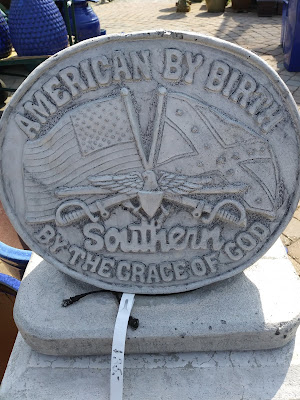 AMERICAN BY BIRTH
Southern
BY THE GRACE OF GOD